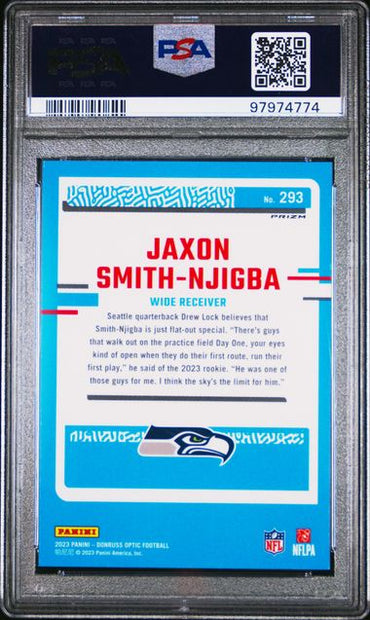 PSA
97974774
No. 293
PRIZM
JAXON
SMITH-NJIGBA
WIDE RECEIVER
Seattle quarterback Drew Lock believes that
Smith-Njigba is just flat-out special. “There's guys
that walk out on the practice field Day One, your eyes
kind of open when they do their first route, run their
first play,” he said of the 2023 rookie. “He was one of
those guys for me. I think the sky's the limit for him.”
PANINI
2023 PANINI – DONRUSS OPTIC FOOTBALL
帕尼尼 © 2023 Panini America, Inc.
NFL
NFLPA